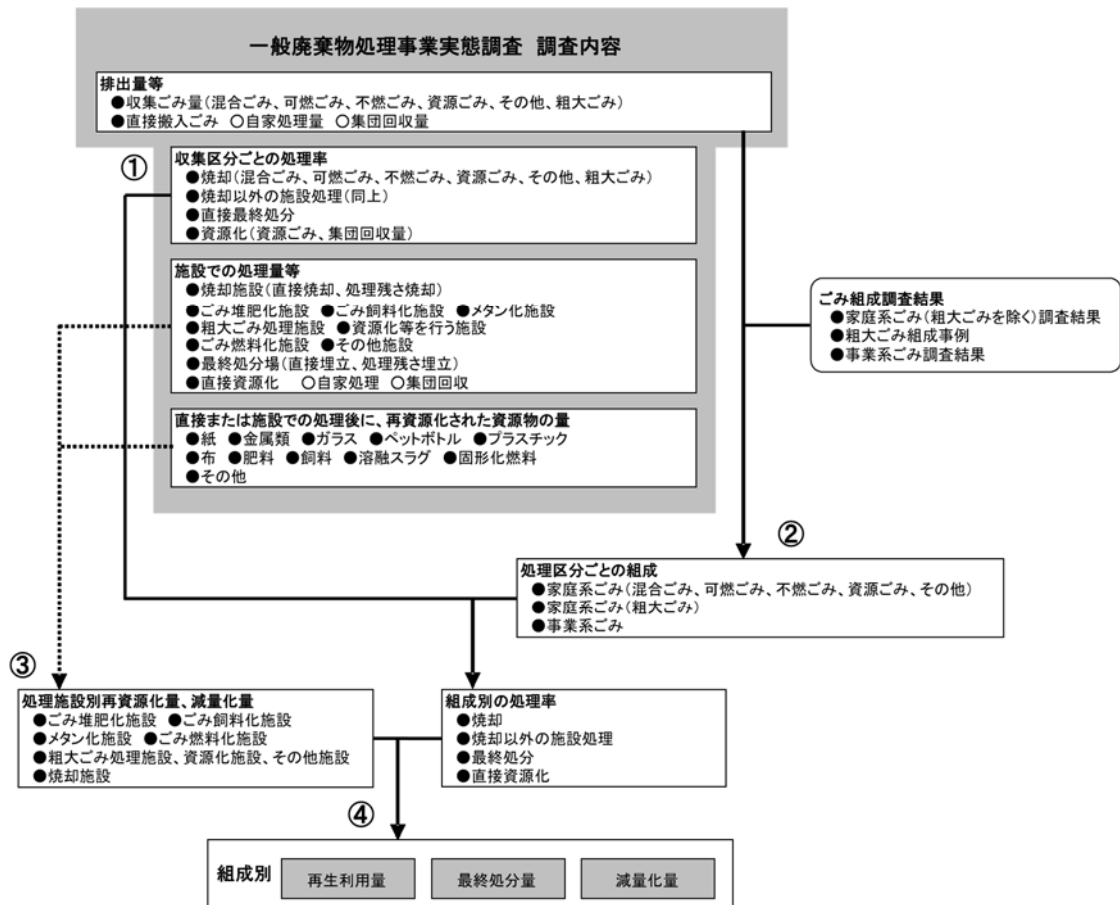 一般廃棄物処理事業実態調査 調査内容
排出量等
●収集ごみ量(混合ごみ、可燃ごみ、不燃ごみ、資源ごみ、その他、粗大ごみ)
●直接搬入ごみ ○自家処理量 ○集団回収量
①
収集区分ごとの処理率
●焼却(混合ごみ、可燃ごみ、不燃ごみ、資源ごみ、その他、粗大ごみ)
●焼却以外の施設処理(同上)
●直接最終処分
●資源化(資源ごみ、集団回収量)
施設での処理量等
●焼却施設(直接焼却、処理残さ焼却)
●ごみ堆肥化施設 ●ごみ飼料化施設 ●メタン化施設
●粗大ごみ処理施設 ●資源化等を行う施設
●ごみ燃料化施設 ●その他施設
●最終処分場(直接埋立、処理残さ埋立)
●直接資源化 ○自家処理 ○集団回収
ごみ組成調査結果
●家庭系ごみ(粗大ごみを除く)調査結果
●粗大ごみ組成事例
●事業系ごみ調査結果
直接または施設での処理後に、再資源化された資源物の量
●紙 ●金属類 ●ガラス ●ペットボトル ●プラスチック
●布 ●肥料 ●飼料 ●溶融スラグ ●固形化燃料
●その他
②
処理区分ごとの組成
●家庭系ごみ(混合ごみ、可燃ごみ、不燃ごみ、資源ごみ、その他)
●家庭系ごみ(粗大ごみ)
●事業系ごみ
③
処理施設別再資源化量、減量化量
●ごみ堆肥化施設 ●ごみ飼料化施設
●メタン化施設 ●ごみ燃料化施設
●粗大ごみ処理施設、資源化施設、その他施設
●焼却施設
組成別の処理率
●焼却
●焼却以外の施設処理
●最終処分
●直接資源化
④
組成別 再生利用量 最終処分量 減量化量